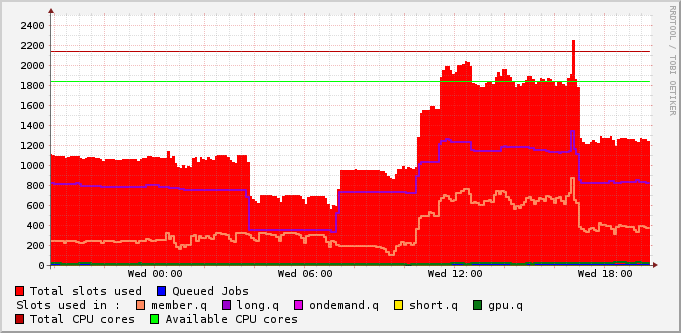 2400
2200
2000
1800
1600
1400
1200
1000
800
600
400
200
0
Wed 00:00 Wed 06:00 Wed 12:00 Wed 18:00
Total slots used Queued Jobs
Slots used in : member.q long.q ondemand.q short.q gpu.q
Total CPU cores Available CPU cores
RRDTOOL / TOBI OETIKER